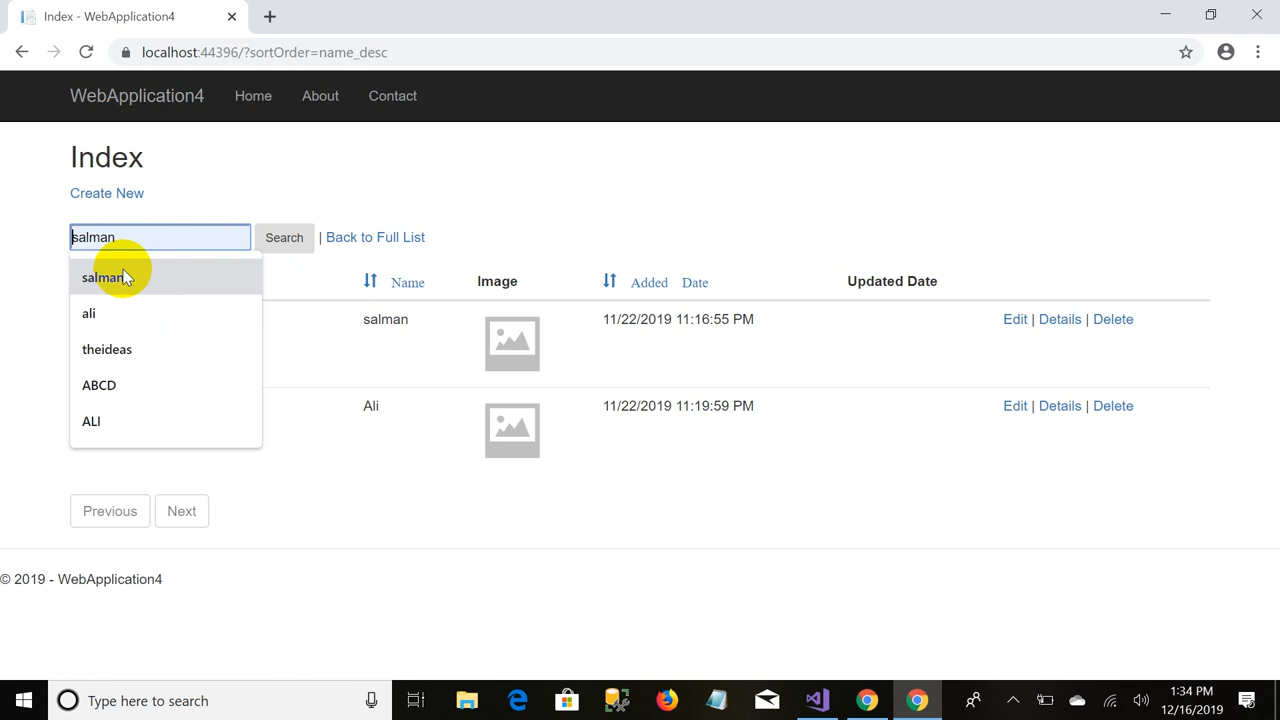 Index - WebApplication4
localhost:44396/?sortOrder=name_desc
WebApplication4 Home About Contact
Index
Create New
salman Search | Back to Full List
salman
ali
theideas
ABCD
ALI
Name Image Added Date Updated Date
salman 11/22/2019 11:16:55 PM Edit | Details | Delete
Ali 11/22/2019 11:19:59 PM Edit | Details | Delete
Previous Next
© 2019 - WebApplication4
Type here to search
1:34 PM
12/16/2019